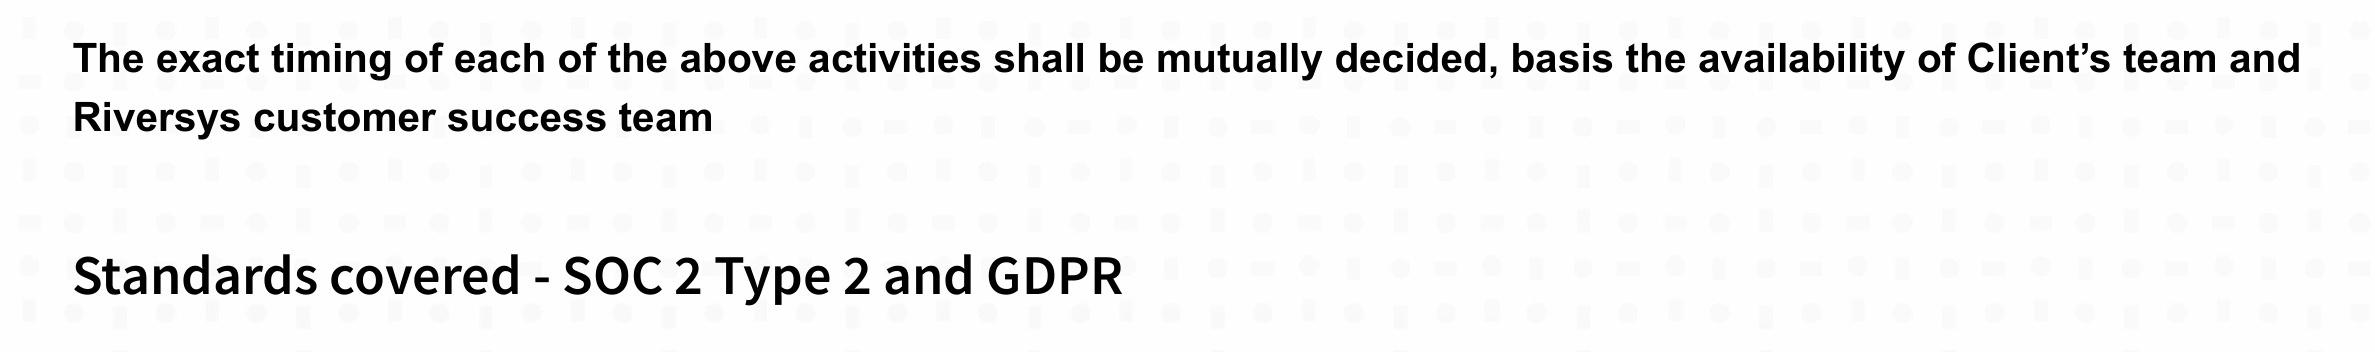 The exact timing of each of the above activities shall be mutually decided, basis the availability of Client’s team and
Riversys customer success team
Standards covered - SOC 2 Type 2 and GDPR